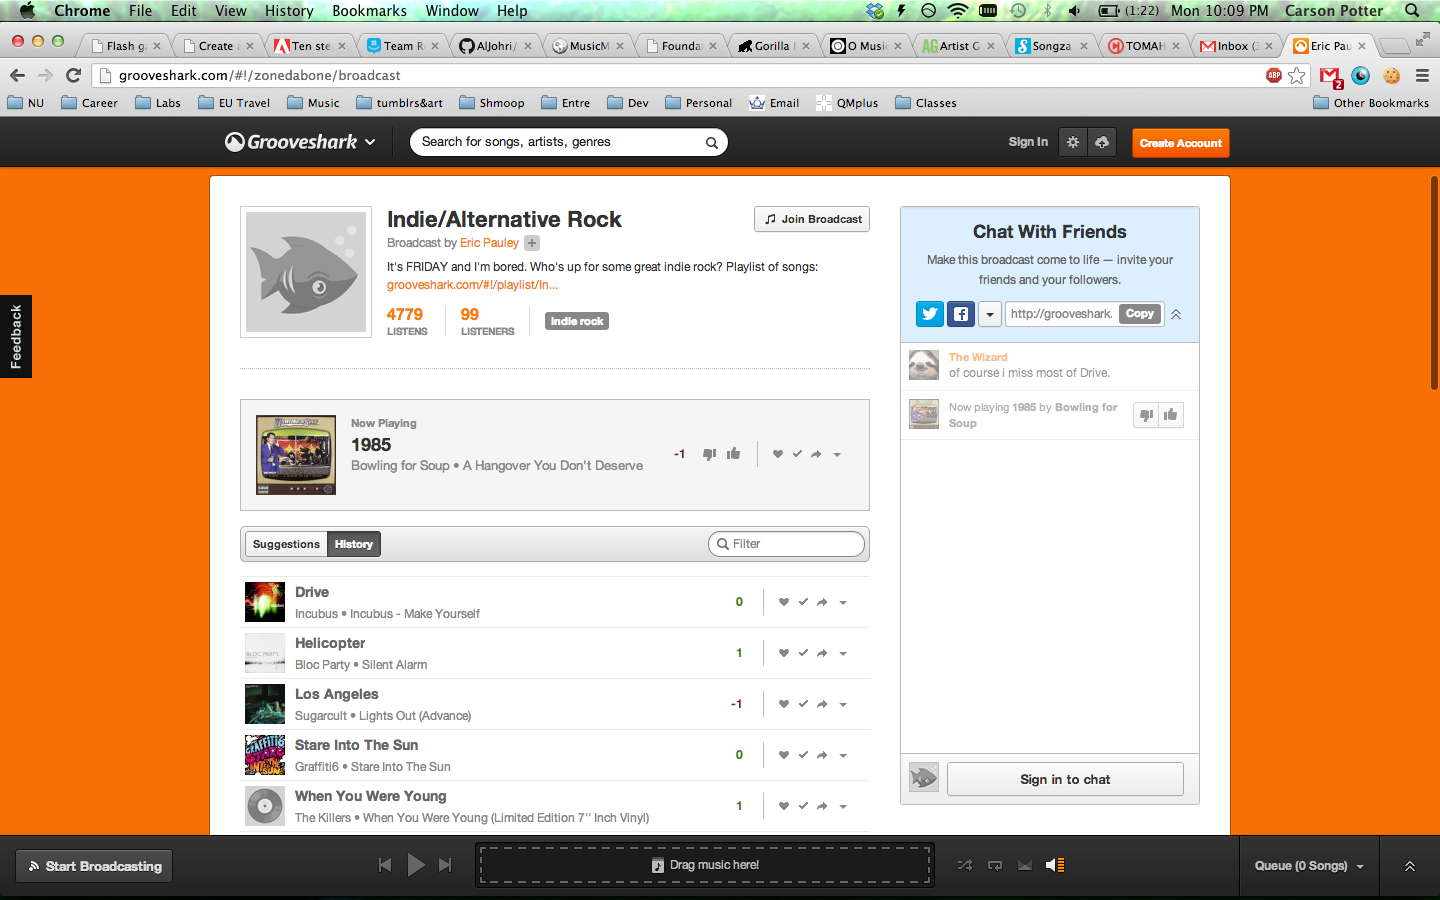 Chrome File Edit View History Bookmarks Window Help (1:22) Mon 10:09 PM Carson Potter
Flash g Create Ten ste Team R AlJohri/ MusicM Founda Gorilla O Music Artist G Songza TOMAH Inbox (2 Eric Pau
grooveshark.com/#!/zonedabone/broadcast ABP 2
NU Career Labs EU Travel Music tumblrs&art Shmoop Entre Dev Personal Email QMplus Classes Other Bookmarks
Grooveshark Search for songs, artists, genres Sign In Create Account
Feedback
Indie/Alternative Rock
Join Broadcast
Broadcast by Eric Pauley +
It's FRIDAY and I'm bored. Who's up for some great indie rock? Playlist of songs:
grooveshark.com/#!/playlist/In...
4779 99 Indie rock
LISTENS LISTENERS
Now Playing
1985
Bowling for Soup • A Hangover You Don't Deserve
-1
Suggestions History Filter
Drive
Incubus • Incubus - Make Yourself
0
Helicopter
Bloc Party • Silent Alarm
1
Los Angeles
Sugarcult • Lights Out (Advance)
-1
Stare Into The Sun
Graffiti6 • Stare Into The Sun
0
When You Were Young
The Killers • When You Were Young (Limited Edition 7" Inch Vinyl)
1
Chat With Friends
Make this broadcast come to life — invite your
friends and your followers.
http://grooveshark. Copy
The Wizard
of course i miss most of Drive.
Now playing 1985 by Bowling for
Soup
Sign in to chat
Start Broadcasting Drag music here! Queue (0 Songs)